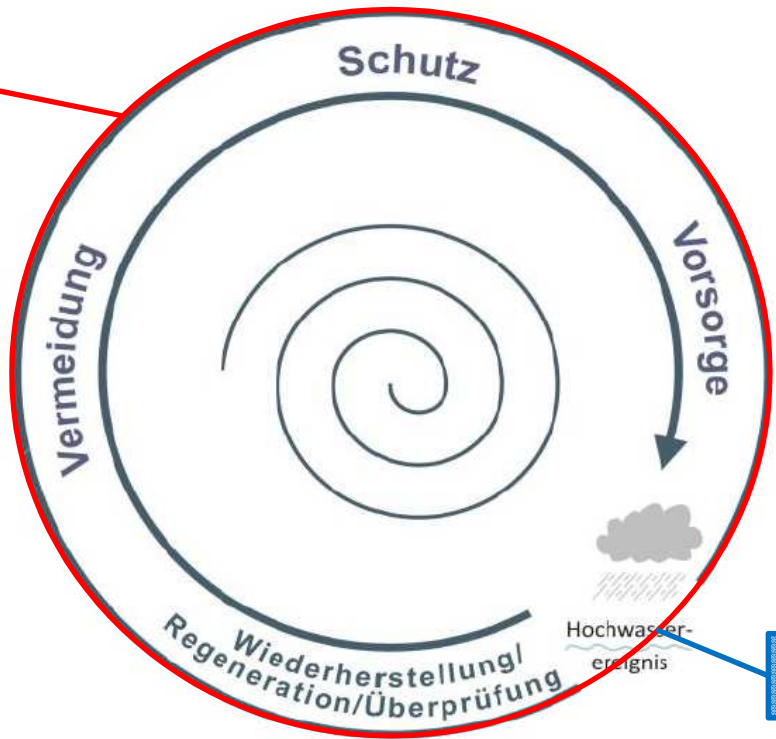 Schutz
Vorsorge
Vermeidung
Hochwasser-
ereignis
Wiederherstellung/
Regeneration/Überprüfung